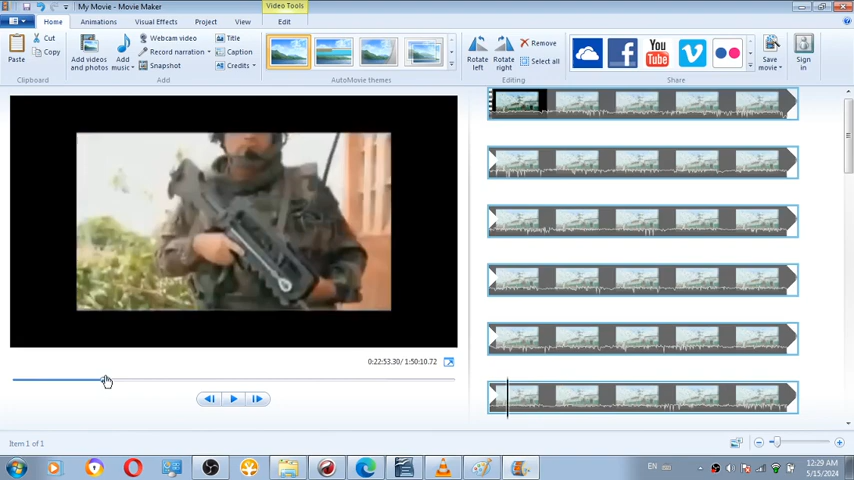 My Movie - Movie Maker
Video Tools
Home
Animations
Visual Effects
Project
View
Edit
Paste
Cut
Copy
Clipboard
Add videos
and photos
Add
music
Webcam video
Record narration
Snapshot
Title
Caption
Credits
Add
AutoMovie themes
Rotate
left
Rotate
right
Remove
Select all
Editing
You
Tube
Share
Save
movie
Sign
in
0:22:53.30/ 1:50:10.72
Item 1 of 1
EN
12:29 AM
5/15/2024